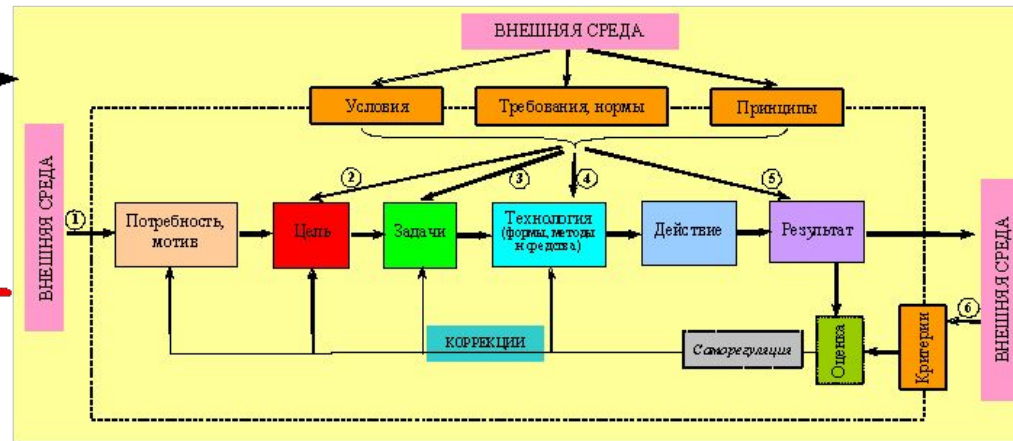 ВНЕШНЯЯ СРЕДА
Условия
Требования, нормы
Принципы
ВНЕШНЯЯ СРЕДА
1
2
3
4
5
Потребность,
мотив
Цель
Задачи
Технология
(формы, методы
и средства)
Действие
Результат
ВНЕШНЯЯ СРЕДА
6
КОРРЕКЦИИ
Саморегуляция
Оценка
Критерии